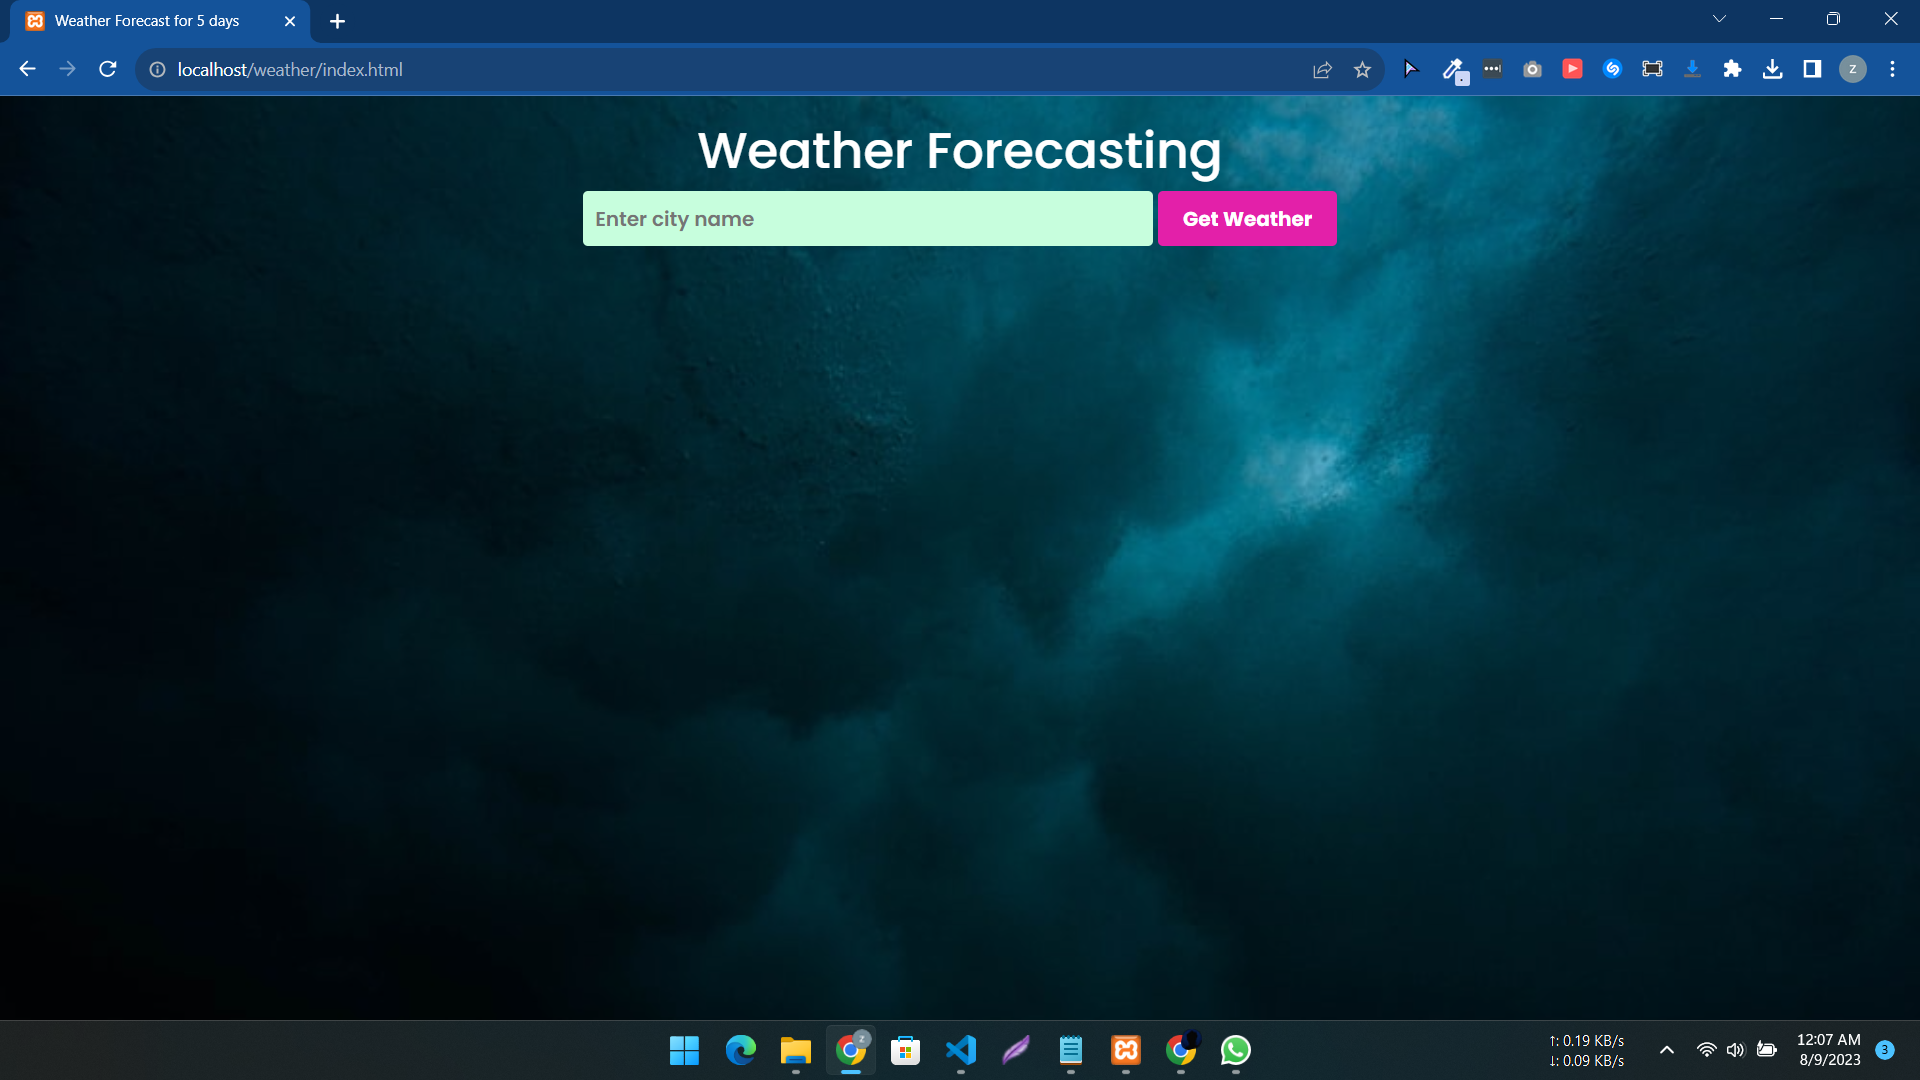 Weather Forecast for 5 days
localhost/weather/index.html
z
Weather Forecasting
Enter city name
Get Weather
z
↑: 0.19 KB/s
↓: 0.09 KB/s
12:07 AM
8/9/2023
3